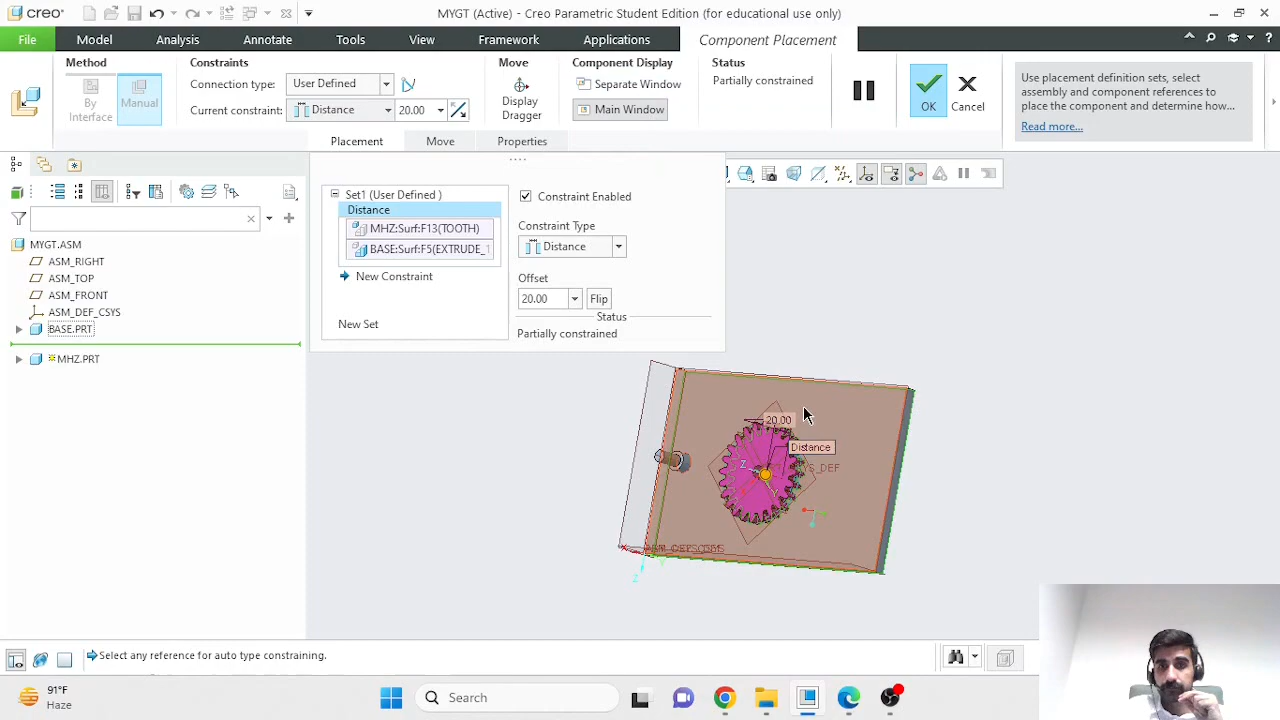 creo
MYGT (Active) - Creo Parametric Student Edition (for educational use only)
File
Model
Analysis
Annotate
Tools
View
Framework
Applications
Component Placement
Method
Constraints
Move
Component Display
Status
By Interface
Manual
Connection type:
User Defined
Current constraint:
Distance
20.00
Display Dragger
Separate Window
Main Window
Partially constrained
OK
Cancel
Use placement definition sets, select
assembly and component references to
place the component and determine how...
Read more...
Placement
Move
Properties
Set1 (User Defined )
Distance
MHZ:Surf:F13(TOOTH)
BASE:Surf:F5(EXTRUDE_1
New Constraint
New Set
Constraint Enabled
Constraint Type
Distance
Offset
20.00
Flip
Status
Partially constrained
MYGT.ASM
ASM_RIGHT
ASM_TOP
ASM_FRONT
ASM_DEF_CSYS
BASE.PRT
MHZ.PRT
20.00
Distance
Z
Y
Select any reference for auto type constraining.
91°F
Haze
Search